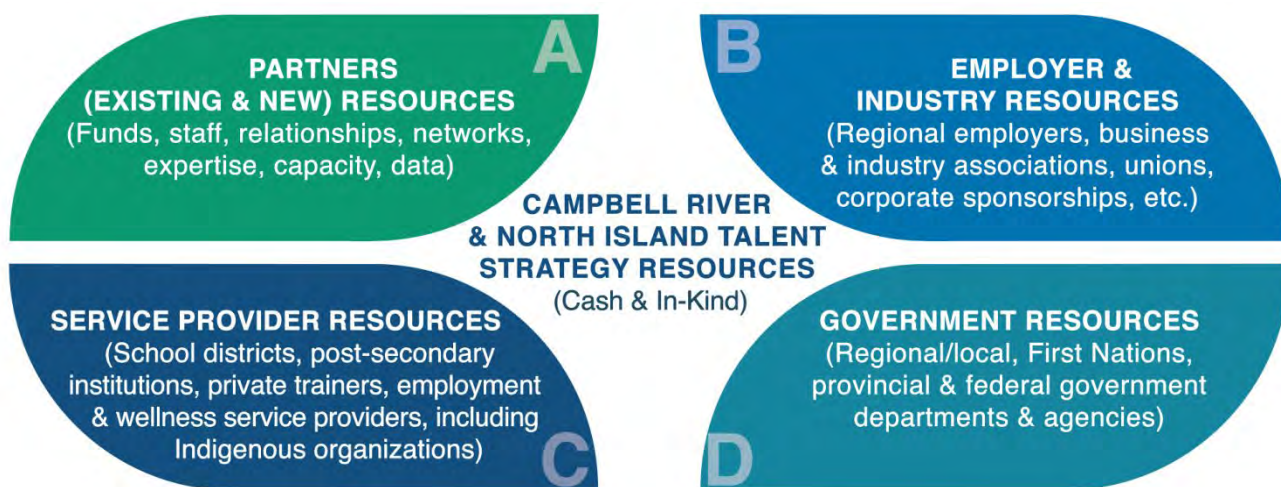 A
PARTNERS
(EXISTING & NEW) RESOURCES
(Funds, staff, relationships, networks,
expertise, capacity, data)
B
EMPLOYER &
INDUSTRY RESOURCES
(Regional employers, business
& industry associations, unions,
corporate sponsorships, etc.)
CAMPBELL RIVER
& NORTH ISLAND TALENT
STRATEGY RESOURCES
(Cash & In-Kind)
SERVICE PROVIDER RESOURCES
(School districts, post-secondary
institutions, private trainers, employment
& wellness service providers, including
Indigenous organizations)
C
GOVERNMENT RESOURCES
(Regional/local, First Nations,
provincial & federal government
departments & agencies)
D